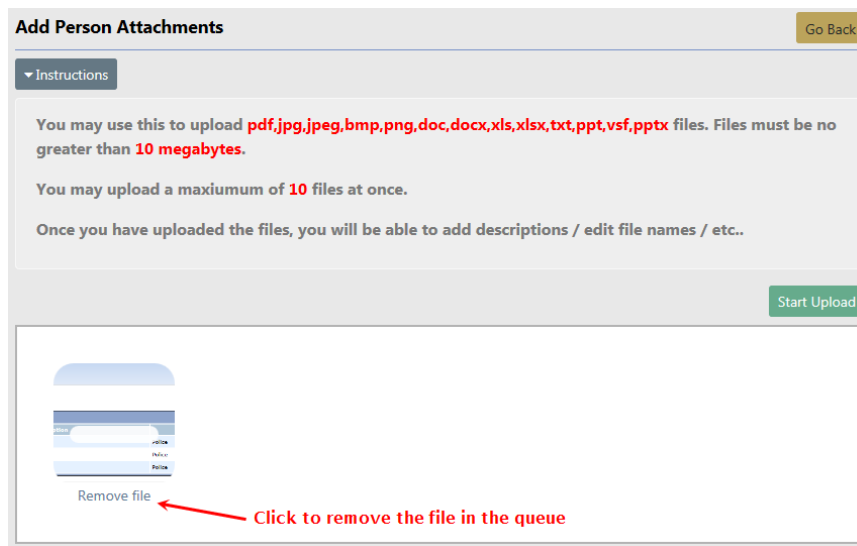 Add Person Attachments
Go Back
Instructions
You may use this to upload pdf,jpg,jpeg,bmp,png,doc,docx,xls,xlsx,txt,ppt,vsf,pptx files. Files must be no
greater than 10 megabytes.
You may upload a maxiumum of 10 files at once.
Once you have uploaded the files, you will be able to add descriptions / edit file names / etc..
Start Upload
Police
Police
Police
Remove file
Click to remove the file in the queue